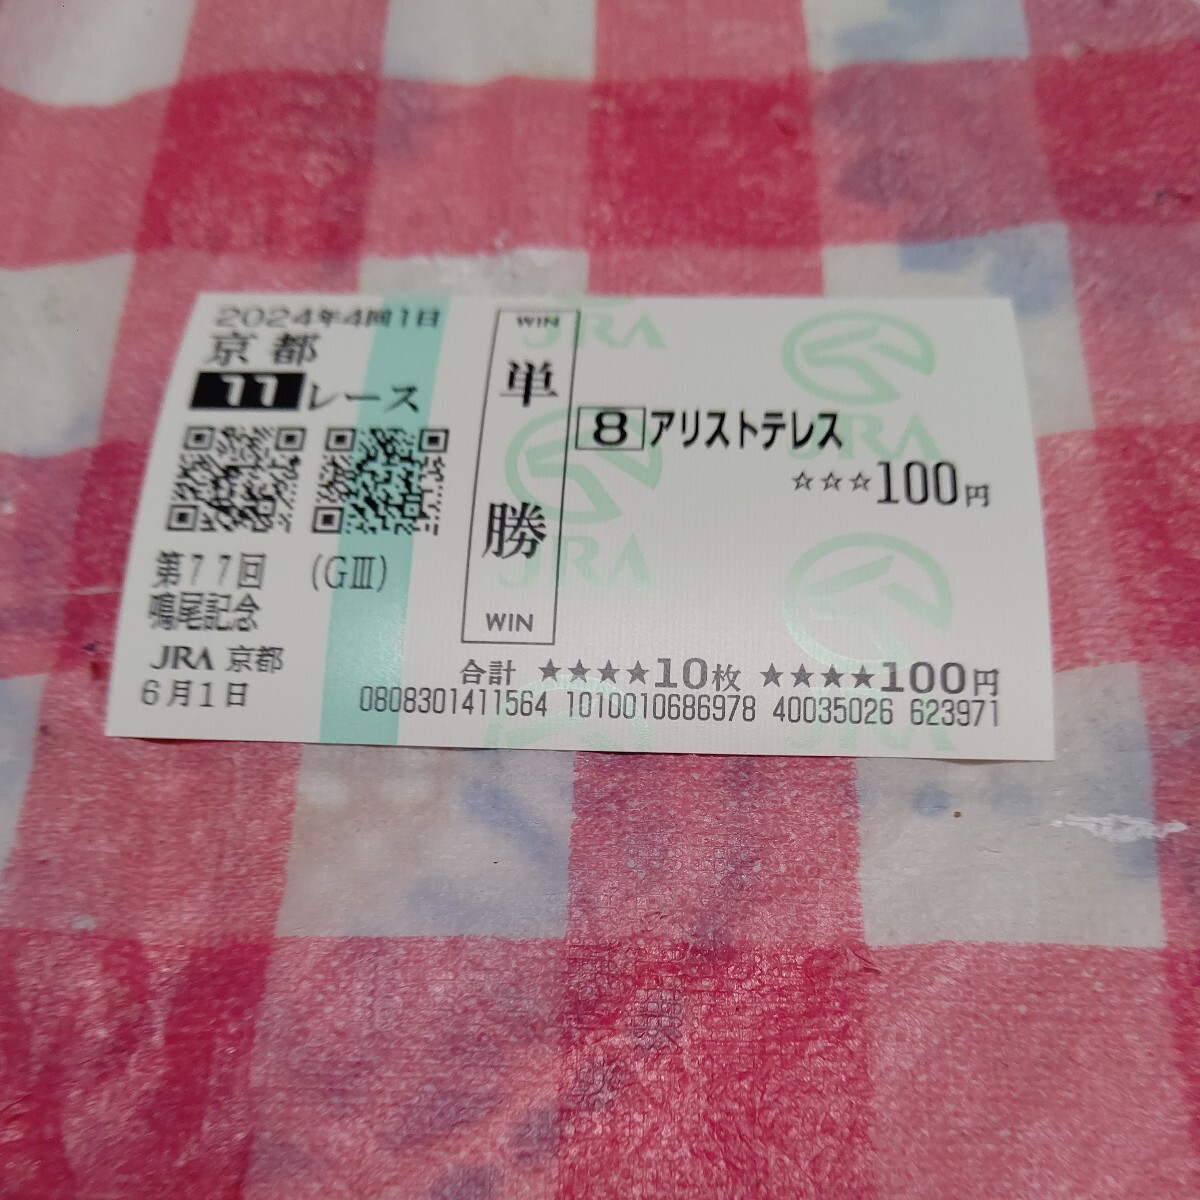 2024年4回1日
京都
11レース
第77回 (GⅢ)
鳴尾記念
JRA 京都
6月1日
WIN
単勝
WIN
8 アリストテレス
☆☆☆100円
合計 ★★★★10枚 ★★★★100円
0808301411564 1010010686978 40035026 623971
JRA
JRA
JRA
JRA